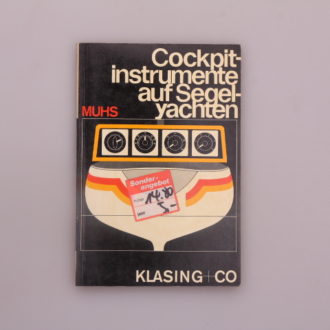 Cockpit-
instrumente
auf Segel-
yachten
MUHS
Sonder-
angebot
KLASING+CO